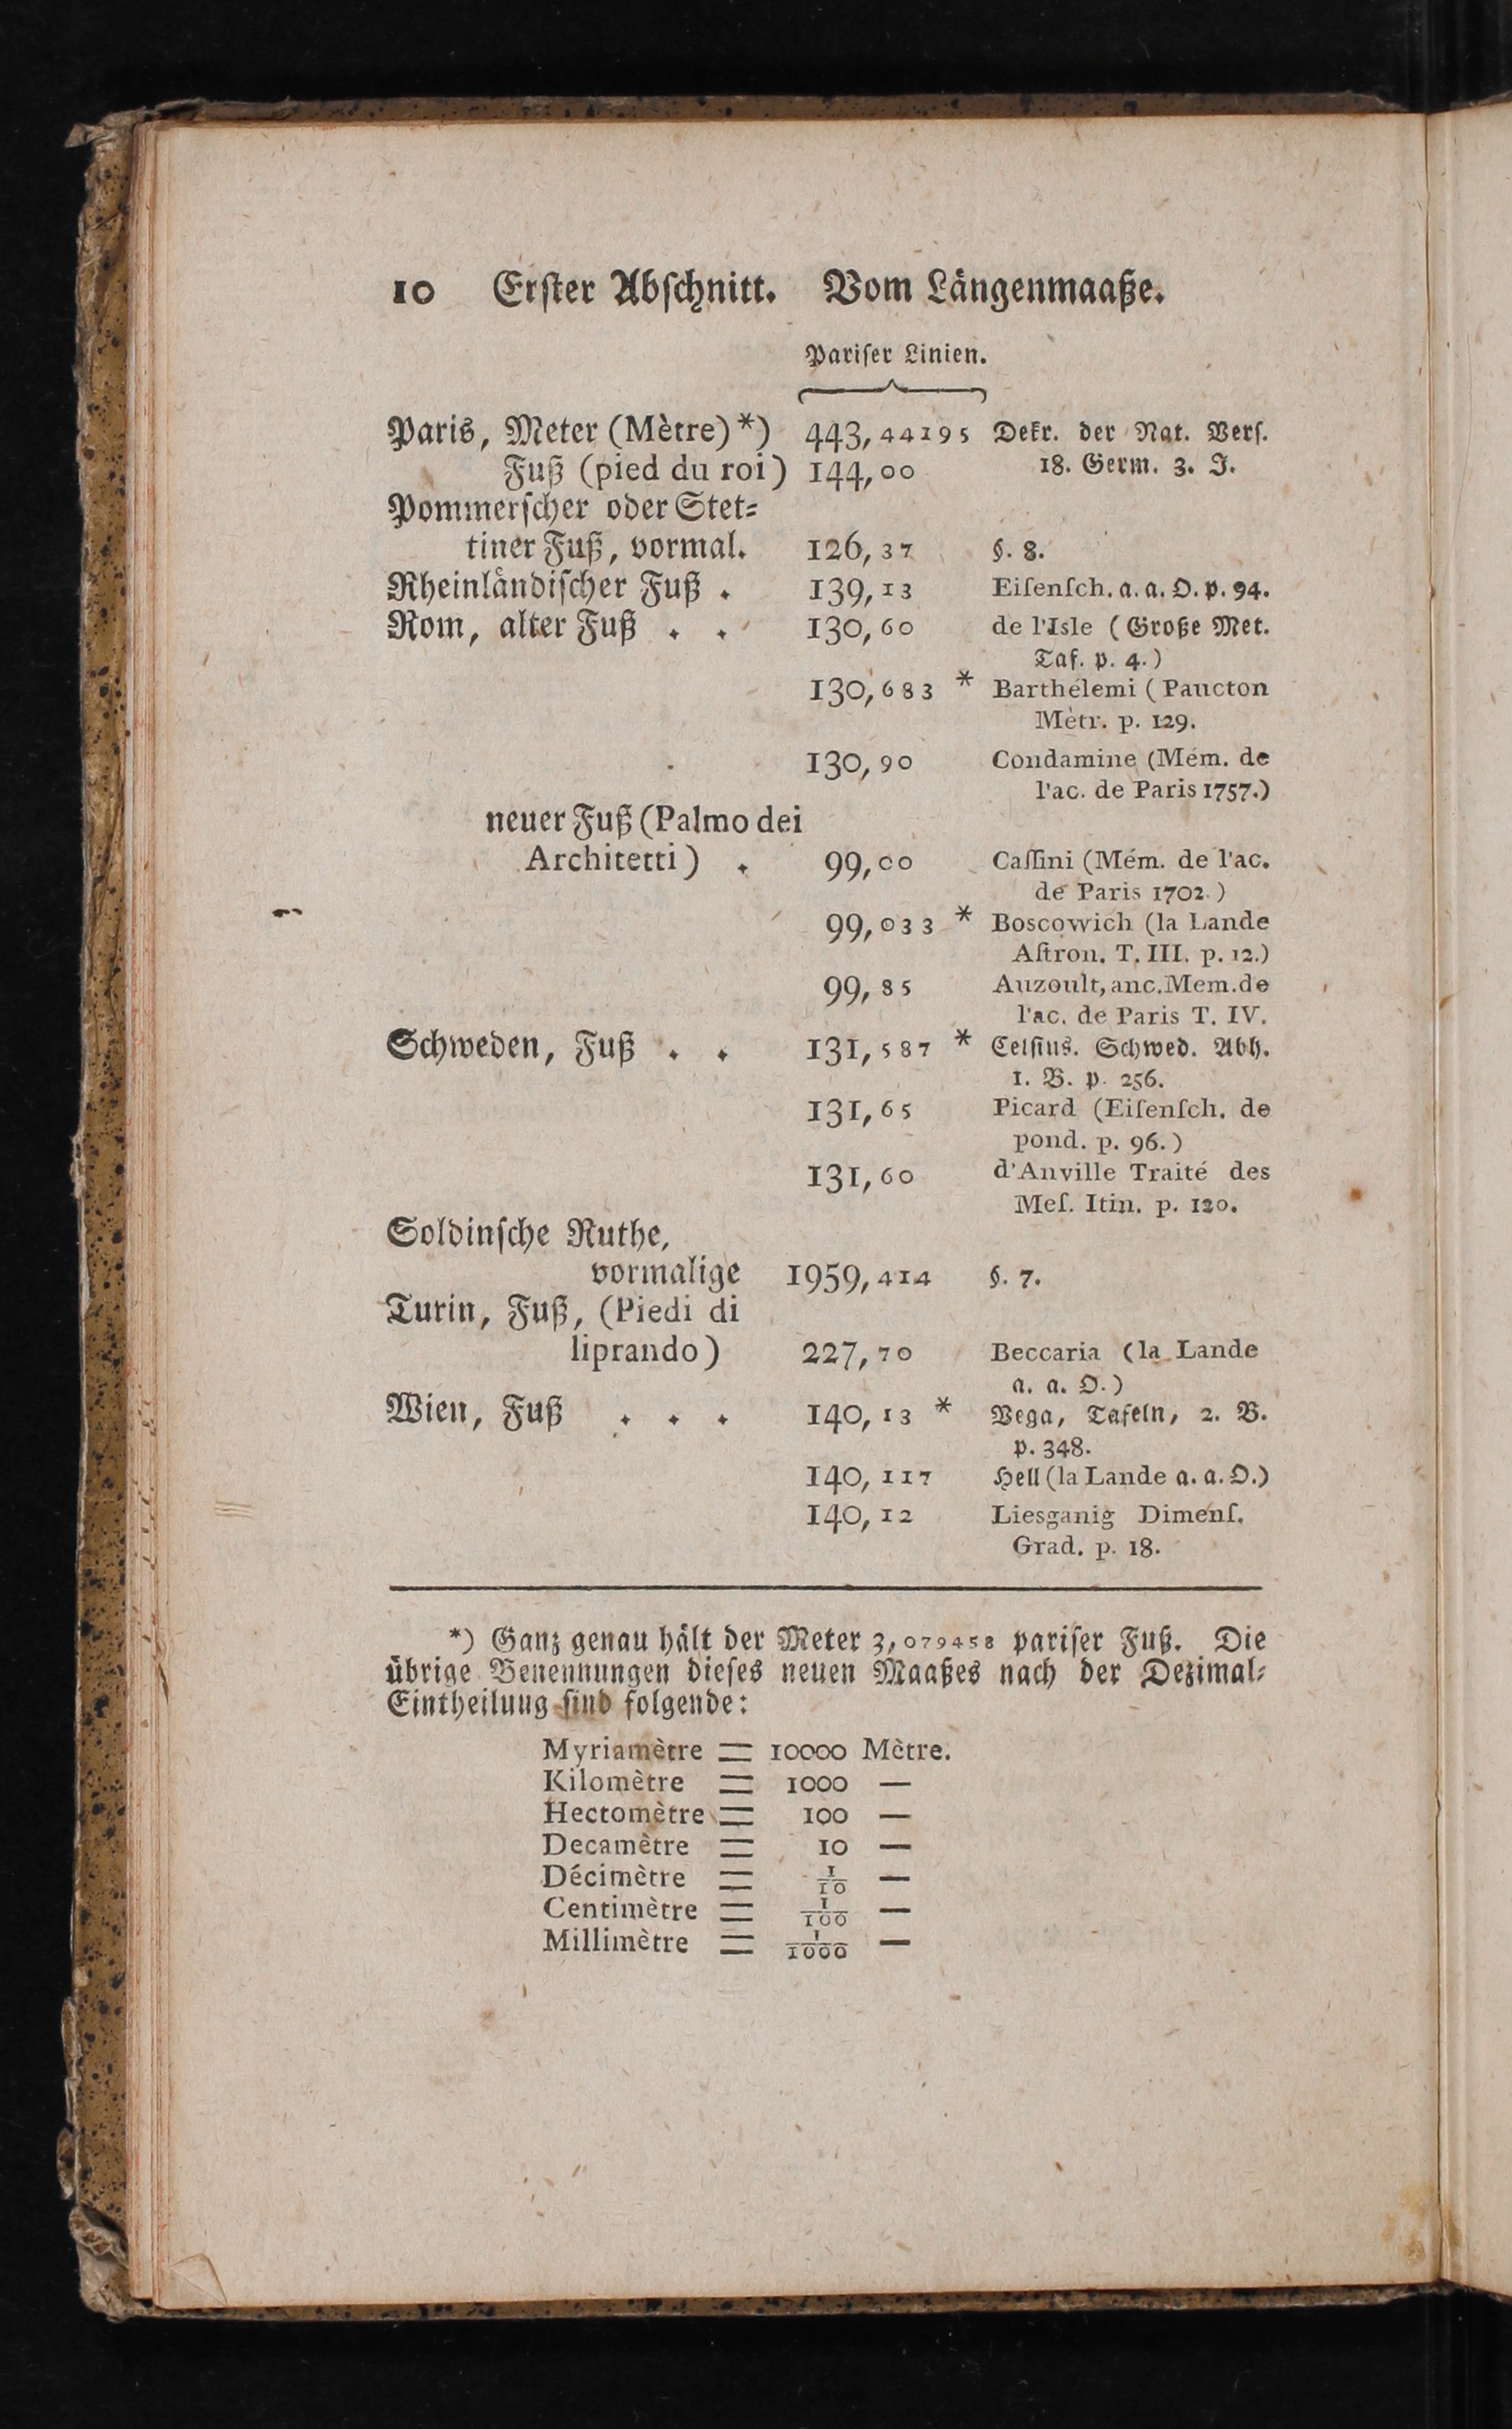 10 Erſter Abſchnitt. Vom Längenmaaße.
Pariſer Linien.
Paris, Meter (Mètre)*) 443,44195 Dekr. der Nat. Verſ.
Fuß (pied du roi) 144,00 18. Germ. 3. J.
Pommerſcher oder Stet-
tiner Fuß, vormal. 126,37 §. 8.
Rheinländiſcher Fuß . 139,13 Eiſenſch. a. a. O. p. 94.
Rom, alter Fuß . . 130,60 de l'Isle (Große Met.
Taf. p. 4.)
130,683 * Barthélemi (Paucton
Mètr. p. 129.
130,90 Condamine (Mém. de
l'ac. de Paris 1757.)
neuer Fuß (Palmo dei
Architetti) . 99,00 Caſſini (Mém. de l'ac.
de Paris 1702.)
99,033 * Boscowich (la Lande
Aſtron. T. III. p. 12.)
99,85 Auzoult, anc. Mem. de
l'ac. de Paris T. IV.
Schweden, Fuß . . 131,587 * Celſius. Schwed. Abh.
1. B. p. 256.
131,65 Picard (Eiſenſch. de
pond. p. 96.)
131,60 d'Anville Traité des
Meſ. Itin. p. 120.
Soldinſche Ruthe,
vormalige 1959,414 §. 7.
Turin, Fuß, (Piedi di
liprando) 227,70 Beccaria (la Lande
a. a. O.)
Wien, Fuß . . . 140,13 * Vega, Tafeln, 2. B.
p. 348.
140,117 Hell (la Lande a. a. O.)
140,12 Liesganig Dimenſ.
Grad. p. 18.
*) Ganz genau hält der Meter 3,079458 pariſer Fuß. Die
übrige Benennungen dieſes neuen Maaßes nach der Dezimal-
Eintheilung ſind folgende:
Myriamètre = 10000 Mètre.
Kilomètre = 1000 —
Hectomètre = 100 —
Decamètre = 10 —
Décimètre = 1/10 —
Centimètre = 1/100 —
Millimètre = 1/1000 —